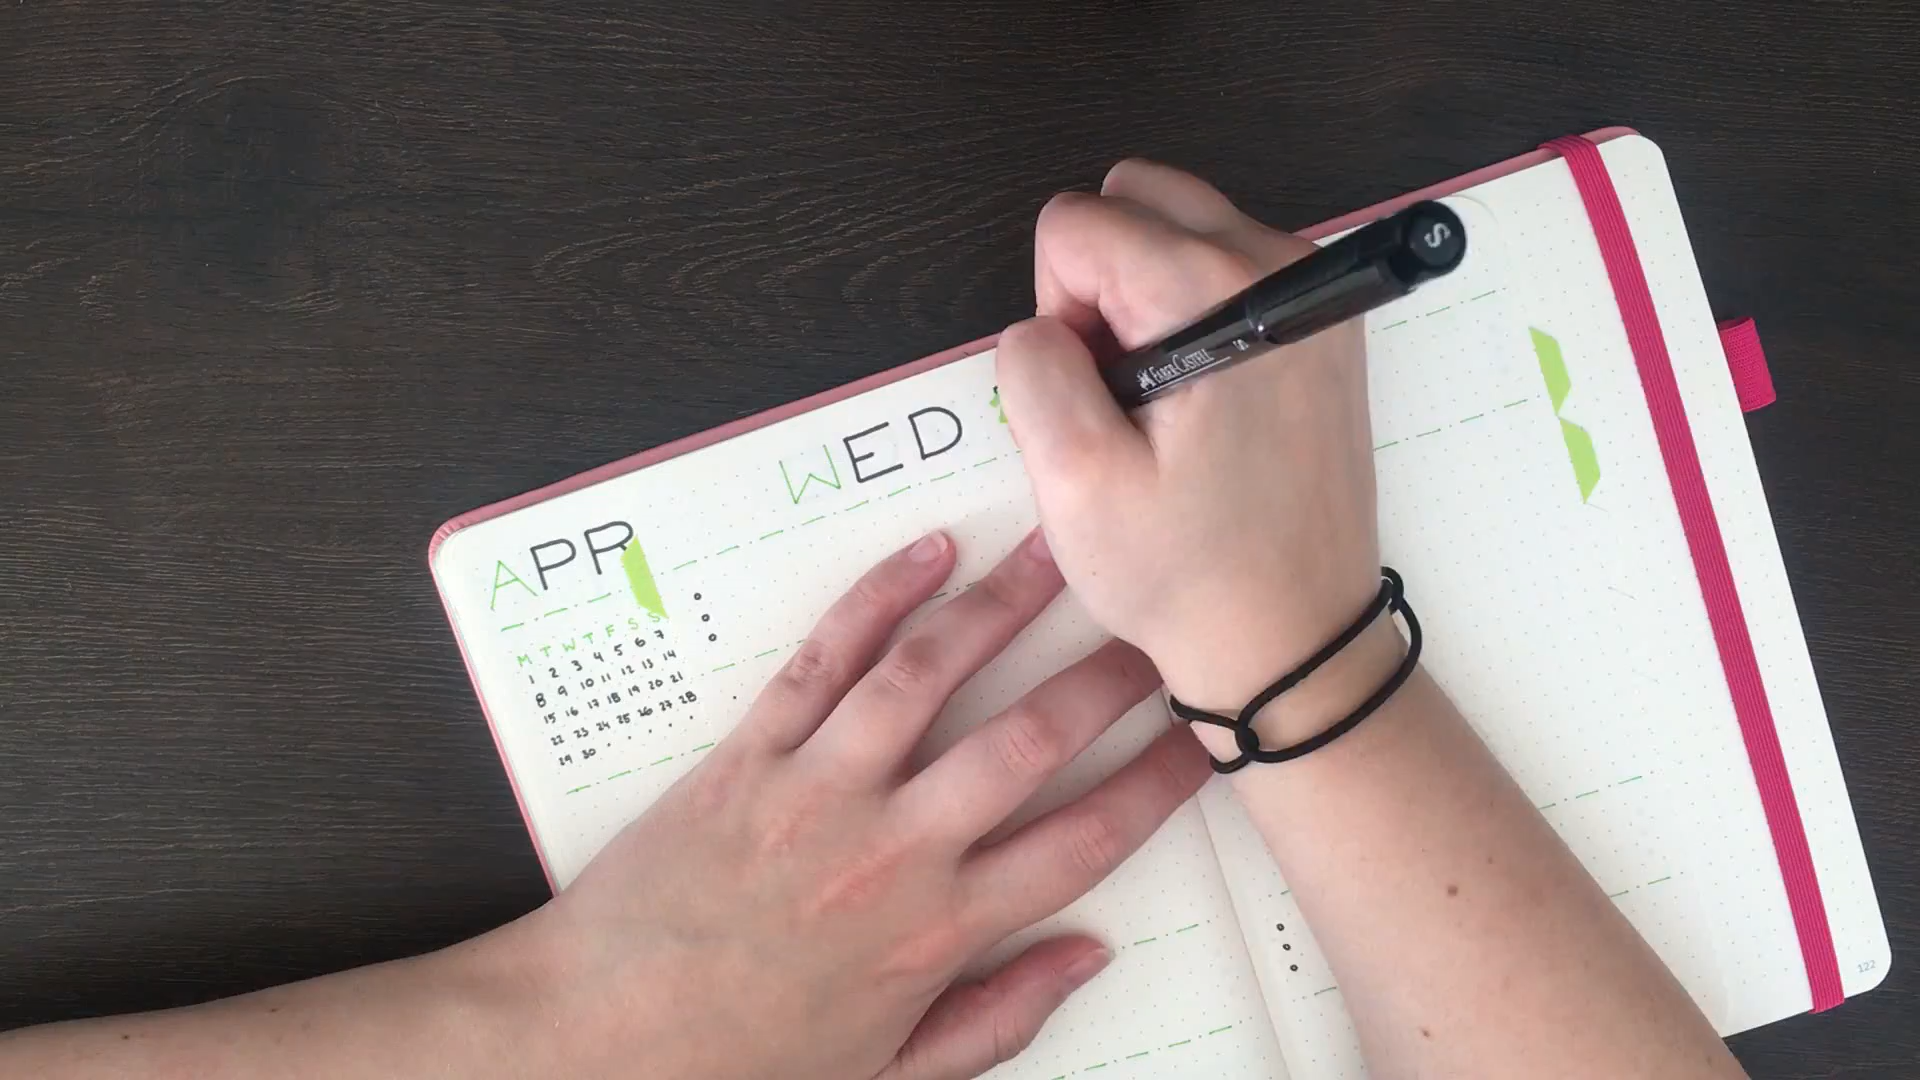 APR
WED
M T W T F S S
1 2 3 4 5 6 7
8 9 10 11 12 13 14
15 16 17 18 19 20 21
22 23 24 25 26 27 28
29 30
FABER-CASTELL S
S
122